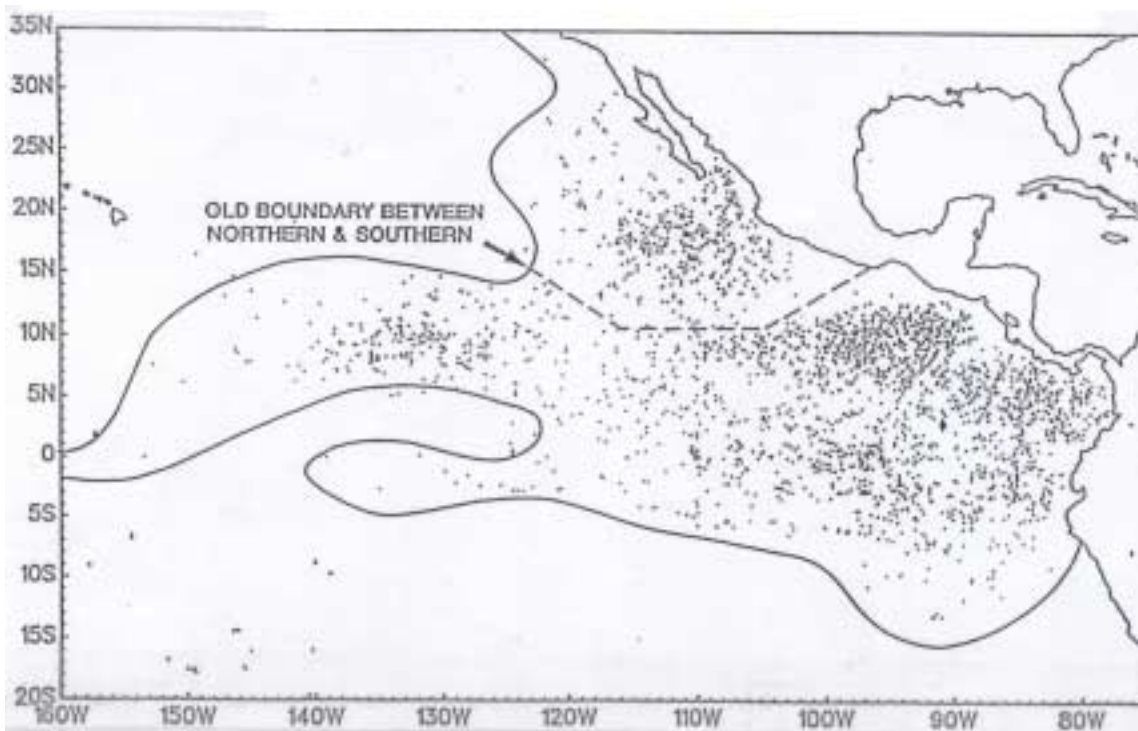 35N
30N
25N
20N
15N
10N
5N
0
5S
10S
15S
20S
OLD BOUNDARY BETWEEN
NORTHERN & SOUTHERN
160W 150W 140W 130W 120W 110W 100W 90W 80W